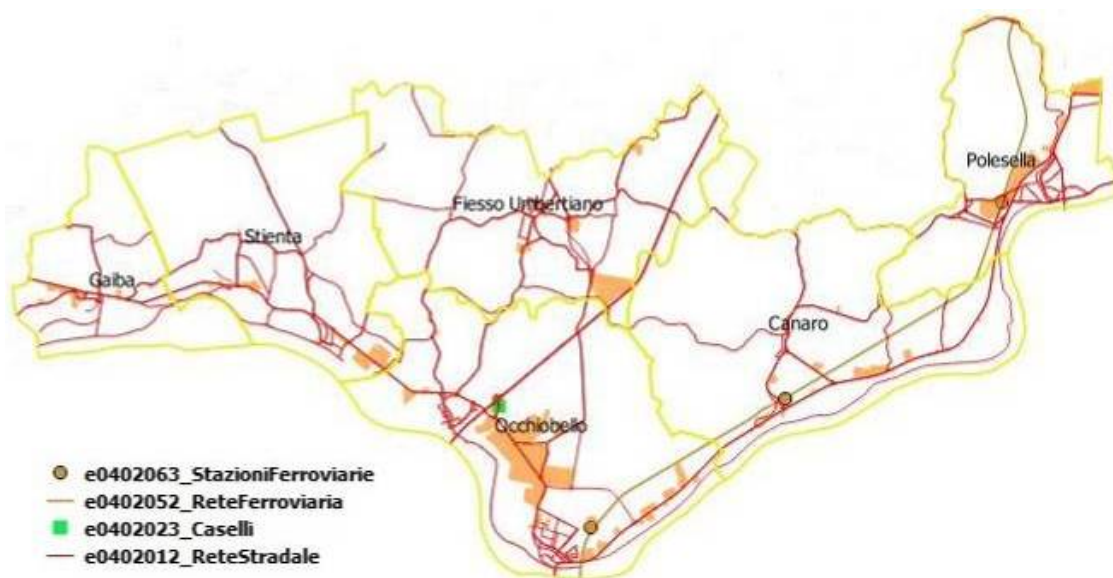 Polesella
Fiesso Umbertiano
Stienta
Gaiba
Canaro
Occhiobello
e0402063_StazioniFerroviarie
e0402052_ReteFerroviaria
e0402023_Caselli
e0402012_ReteStradale